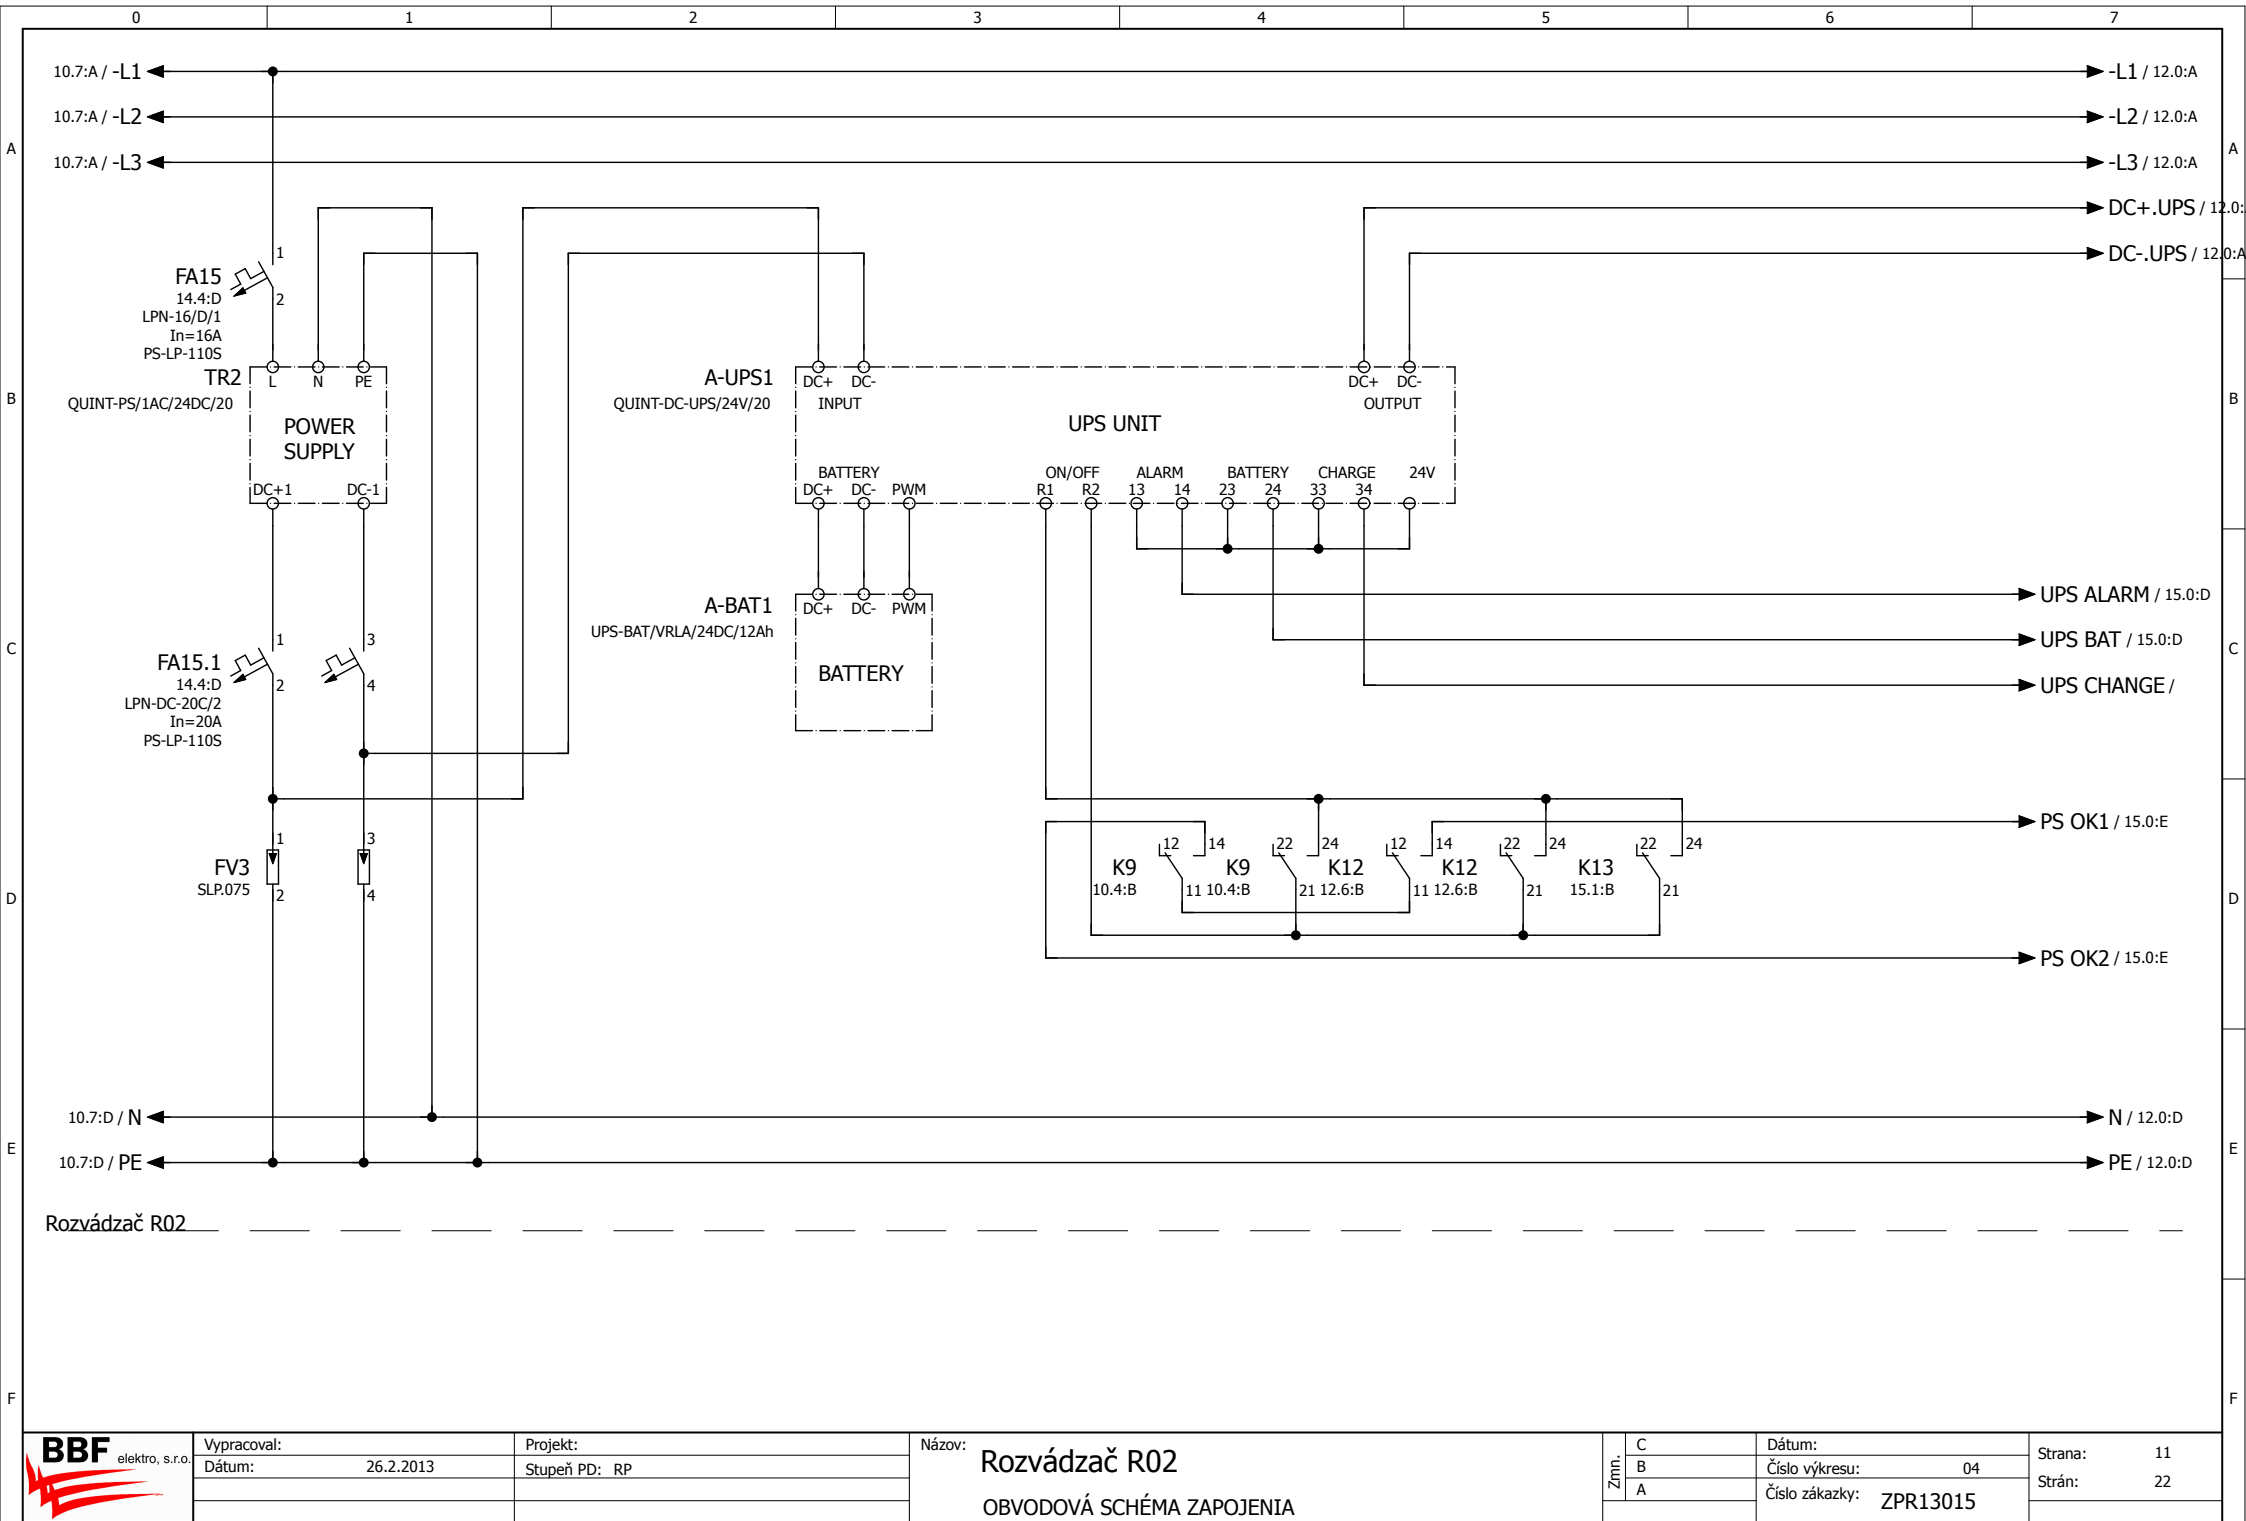 0 1 2 3 4 5 6 7
10.7:A / -L1
-L1 / 12.0:A
10.7:A / -L2
-L2 / 12.0:A
A
A
10.7:A / -L3
-L3 / 12.0:A
DC+.UPS / 12.0:
DC-.UPS / 12.0:A
1
FA15
14.4:D
2
LPN-16/D/1
In=16A
PS-LP-110S
TR2
L N PE
QUINT-PS/1AC/24DC/20
POWER
SUPPLY
DC+1 DC-1
B
B
A-UPS1
QUINT-DC-UPS/24V/20
DC+ DC-
INPUT
DC+ DC-
OUTPUT
UPS UNIT
BATTERY ON/OFF ALARM BATTERY CHARGE 24V
DC+ DC- PWM R1 R2 13 14 23 24 33 34
A-BAT1
UPS-BAT/VRLA/24DC/12Ah
DC+ DC- PWM
BATTERY
UPS ALARM / 15.0:D
UPS BAT / 15.0:D
UPS CHANGE /
C
C
1 3
FA15.1
14.4:D
2 4
LPN-DC-20C/2
In=20A
PS-LP-110S
1 3
FV3
SLP.075
2 4
PS OK1 / 15.0:E
12 14 22 24 12 14 22 24 22 24
K9 K9 K12 K12 K13
10.4:B 11 10.4:B 21 12.6:B 11 12.6:B 21 15.1:B 21
D
D
PS OK2 / 15.0:E
10.7:D / N
N / 12.0:D
E
E
10.7:D / PE
PE / 12.0:D
Rozvádzač R02
F
F
BBF elektro, s.r.o.
Vypracoval:
Dátum: 26.2.2013
Projekt:
Stupeň PD: RP
Názov:
Rozvádzač R02
OBVODOVÁ SCHÉMA ZAPOJENIA
Zmn.
C
B
A
Dátum:
Číslo výkresu: 04
Číslo zákazky: ZPR13015
Strana: 11
Strán: 22